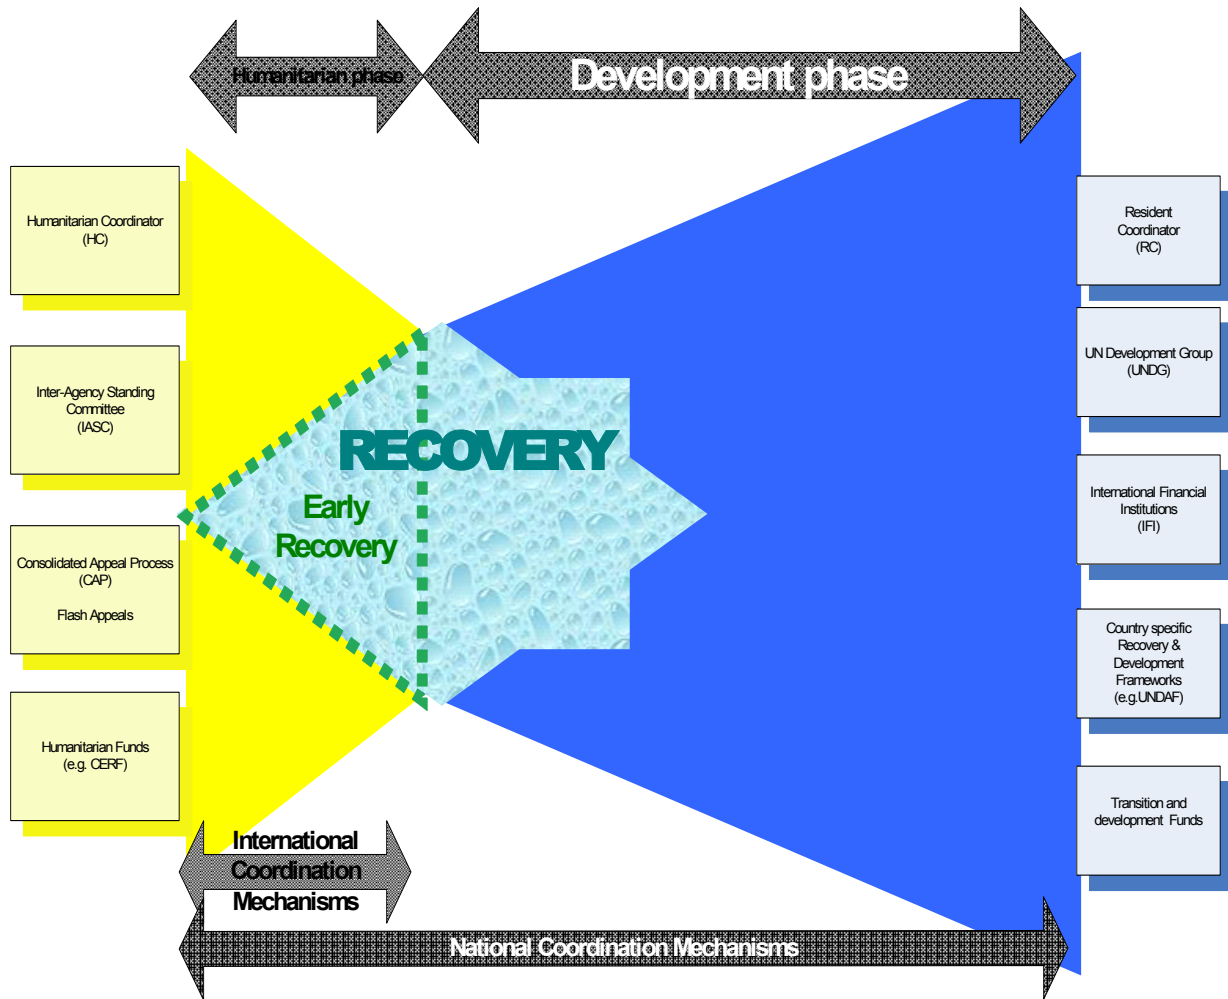 Humanitarian phase
Development phase
Humanitarian Coordinator
(HC)
Inter-Agency Standing
Committee
(IASC)
Consolidated Appeal Process
(CAP)
Flash Appeals
Humanitarian Funds
(e.g. CERF)
RECOVERY
Early
Recovery
Resident
Coordinator
(RC)
UN Development Group
(UNDG)
International Financial
Institutions
(IFI)
Country specific
Recovery &
Development
Frameworks
(e.g.UNDAF)
Transition and
development Funds
International
Coordination
Mechanisms
National Coordination Mechanisms